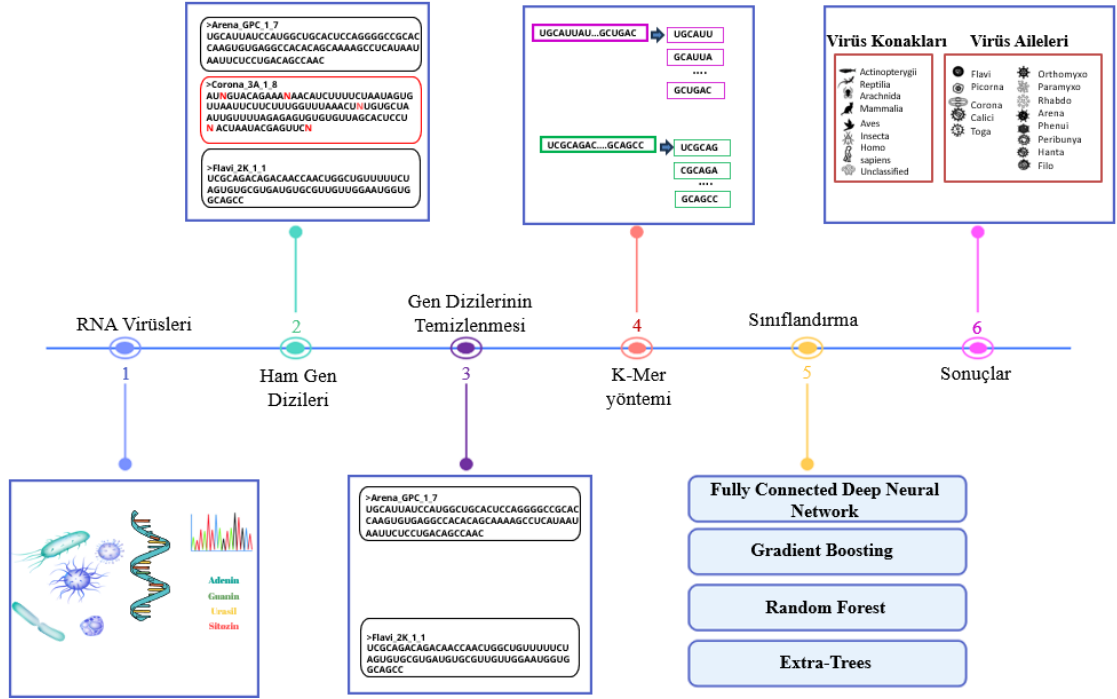 >Arena_GPC_1_7
UGCAUUAUCCAUGGCUGCACUCCAGGGGCCGCAC
CAAGUGUGAGGCCACACAGCAAAAGCCUCAUAAU
AAUUCUCCUGACAGCCAAC
>Corona_3A_1_8
AUNGUACAGAAANAACAUCUUUUCUAAUAGUG
UUAAUUCUUCUUUGGUUUAAACUNUGUGCUA
AUUGUUUUAGAGAGUGUGUGUUAGCACUCCU
N ACUAAUACGAGUUCN
>Flavi_2K_1_1
UCGCAGACAGACAACCAACUGGCUGUUUUUCU
AGUGUGCGUGAUGUGCGUUGUUGGAAUGGUG
GCAGCC
UGCAUUAU...GCUGAC
UGCAUU
GCAUUA
....
GCUGAC
UCGCAGAC....GCAGCC
UCGCAG
CGCAGA
....
GCAGCC
Virüs Konakları
Actinopterygii
Reptilia
Arachnida
Mammalia
Aves
Insecta
Homo
sapiens
Unclassified
Virüs Aileleri
Flavi
Picorna
Corona
Calici
Toga
Orthomyxo
Paramyxo
Rhabdo
Arena
Phenui
Peribunya
Hanta
Filo
RNA Virüsleri
1
2
Ham Gen
Dizileri
Gen Dizilerinin
Temizlenmesi
3
4
K-Mer
yöntemi
Sınıflandırma
5
6
Sonuçlar
Adenin
Guanin
Urasil
Sitozin
>Arena_GPC_1_7
UGCAUUAUCCAUGGCUGCACUCCAGGGGCCGCAC
CAAGUGUGAGGCCACACAGCAAAAGCCUCAUAAU
AAUUCUCCUGACAGCCAAC
>Flavi_2K_1_1
UCGCAGACAGACAACCAACUGGCUGUUUUUCU
AGUGUGCGUGAUGUGCGUUGUUGGAAUGGUG
GCAGCC
Fully Connected Deep Neural
Network
Gradient Boosting
Random Forest
Extra-Trees